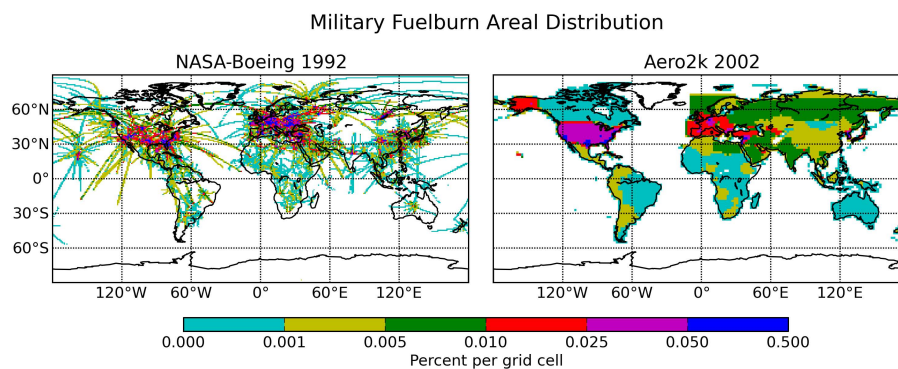 Military Fuelburn Areal Distribution
NASA-Boeing 1992
Aero2k 2002
60°N
30°N
0°
30°S
60°S
120°W 60°W 0° 60°E 120°E
120°W 60°W 0° 60°E 120°E
0.000 0.001 0.005 0.010 0.025 0.050 0.500
Percent per grid cell